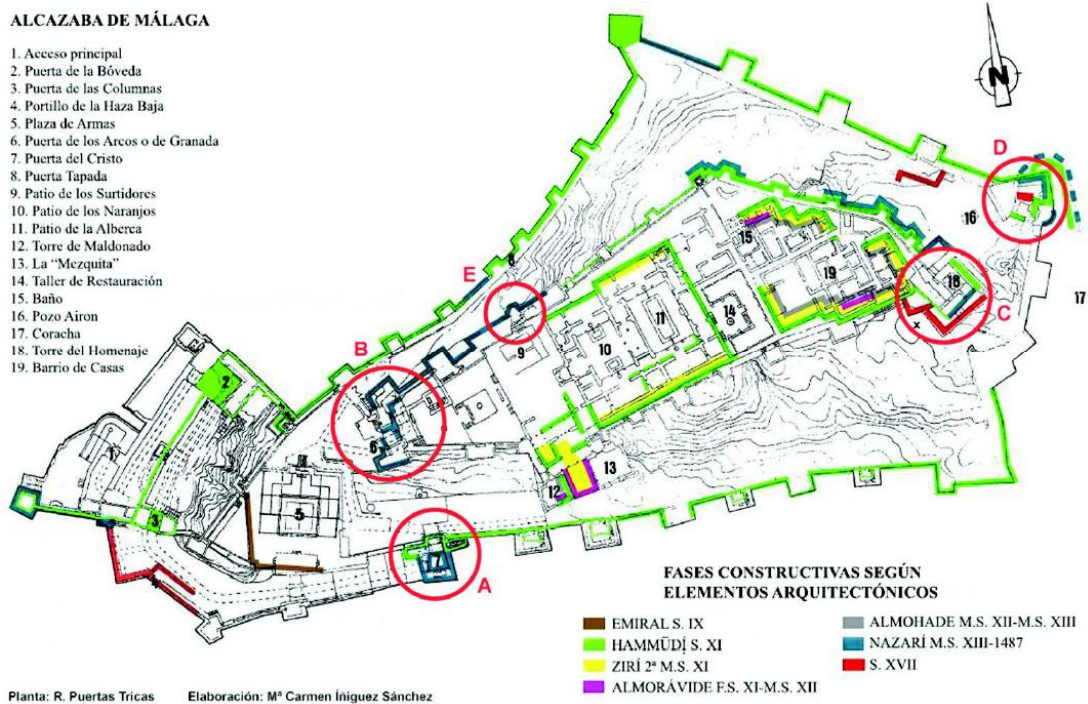 ALCAZABA DE MÁLAGA
1. Acceso principal
2. Puerta de la Bóveda
3. Puerta de las Columnas
4. Portillo de la Haza Baja
5. Plaza de Armas
6. Puerta de los Arcos o de Granada
7. Puerta del Cristo
8. Puerta Tapada
9. Patio de los Surtidores
10. Patio de los Naranjos
11. Patio de la Alberca
12. Torre de Maldonado
13. La “Mezquita”
14. Taller de Restauración
15. Baño
16. Pozo Airon
17. Coracha
18. Torre del Homenaje
19. Barrio de Casas
N
D
16
15
E
8
19
18
17
C
x
14
11
B
9
10
2
1
6
13
12
5
3
4
17
A
FASES CONSTRUCTIVAS SEGÚN
ELEMENTOS ARQUITECTÓNICOS
EMIRAL S. IX
HAMMŪDÍ S. XI
ZIRÍ 2ª M.S. XI
ALMORÁVIDE F.S. XI-M.S. XII
ALMOHADE M.S. XII-M.S. XIII
NAZARÍ M.S. XIII-1487
S. XVII
Planta: R. Puertas Tricas Elaboración: Mª Carmen Íñiguez Sánchez